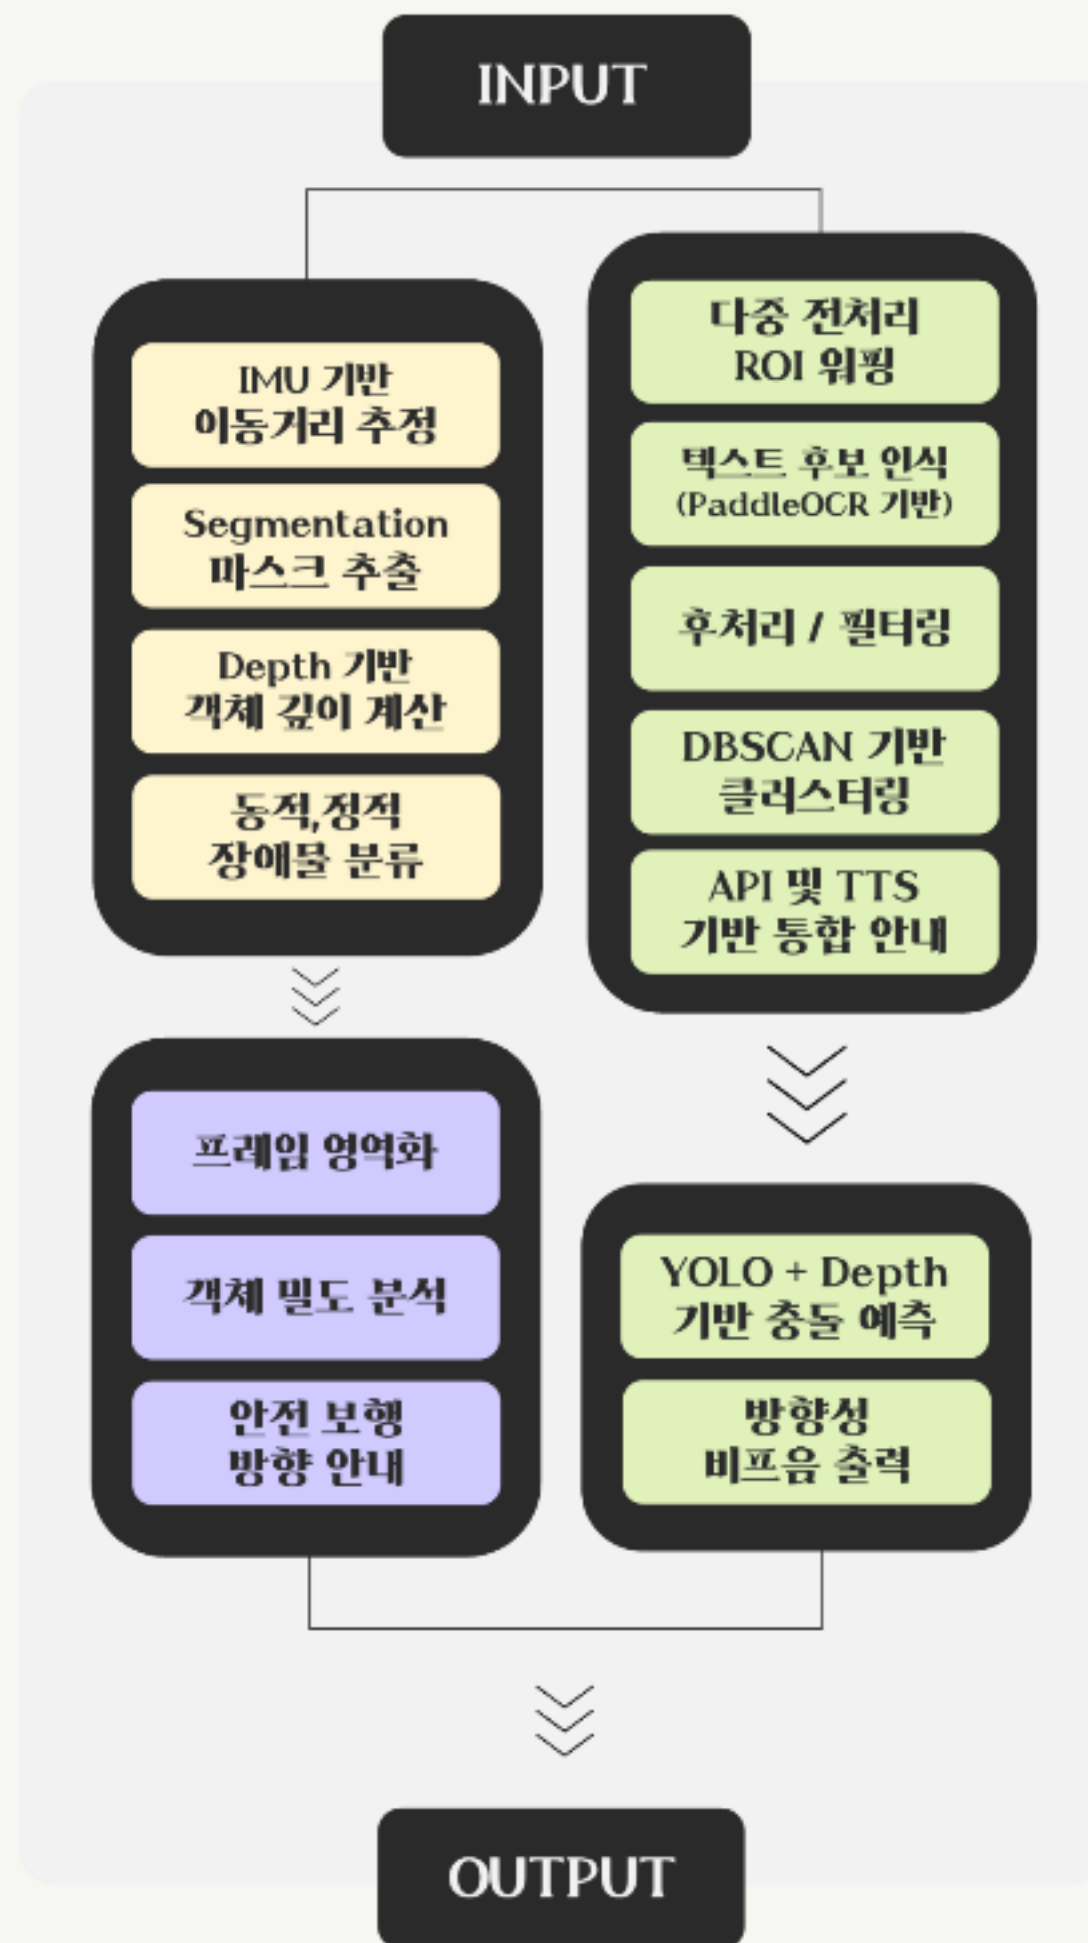 INPUT
IMU 기반
이동거리 추정
Segmentation
마스크 추출
Depth 기반
객체 깊이 계산
동적,정적
장애물 분류
프레임 영역화
객체 밀도 분석
안전 보행
방향 안내
다중 전처리
ROI 워핑
텍스트 후보 인식
(PaddleOCR 기반)
후처리 / 필터링
DBSCAN 기반
클러스터링
API 및 TTS
기반 통합 안내
YOLO + Depth
기반 충돌 예측
방향성
비프음 출력
OUTPUT